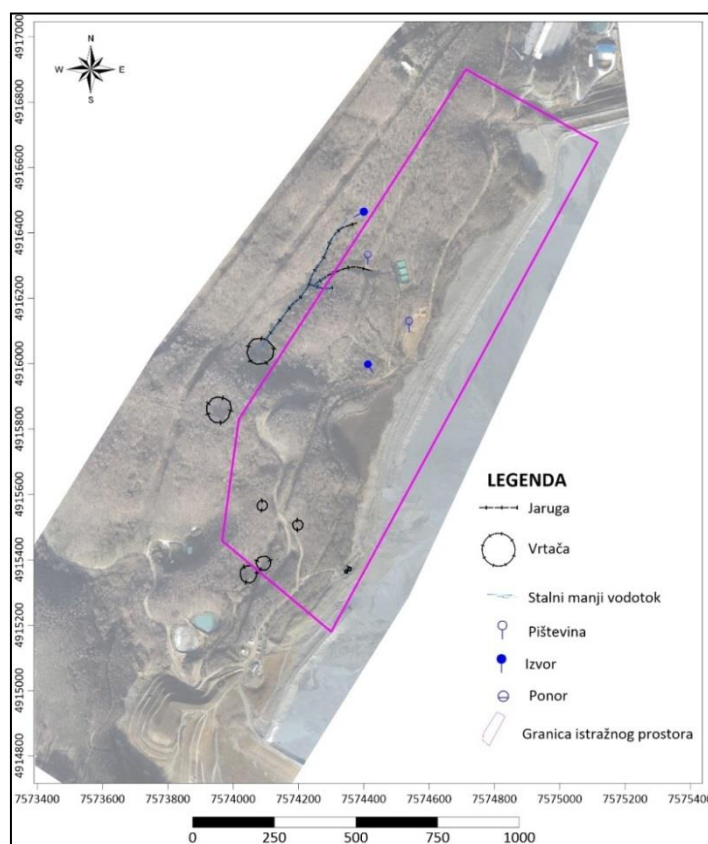 N
W E
S
4917000
4916800
4916600
4916400
4916200
4916000
4915800
4915600
4915400
4915200
4915000
4914800
LEGENDA
Jaruga
Vrtača
Stalni manji vodotok
Pištevina
Izvor
Ponor
Granica istražnog prostora
7573400 7573600 7573800 7574000 7574200 7574400 7574600 7574800 7575000 7575200 7575400
0 250 500 750 1000